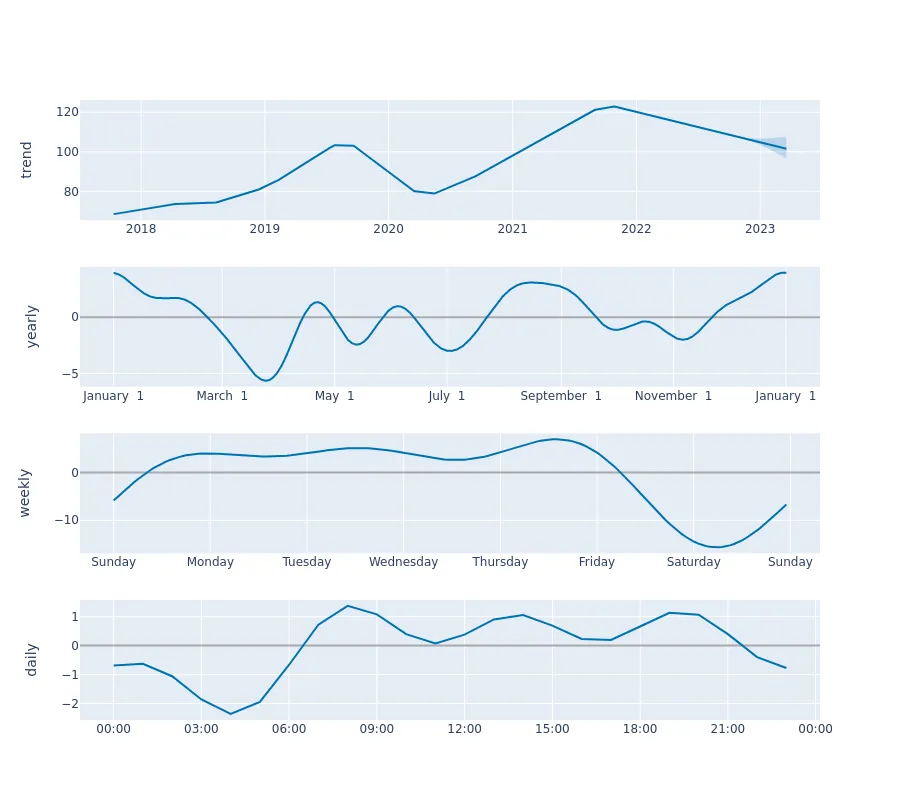 trend
120
100
80
2018 2019 2020 2021 2022 2023
yearly
0
−5
January 1 March 1 May 1 July 1 September 1 November 1 January 1
weekly
0
−10
Sunday Monday Tuesday Wednesday Thursday Friday Saturday Sunday
daily
1
0
−1
−2
00:00 03:00 06:00 09:00 12:00 15:00 18:00 21:00 00:00